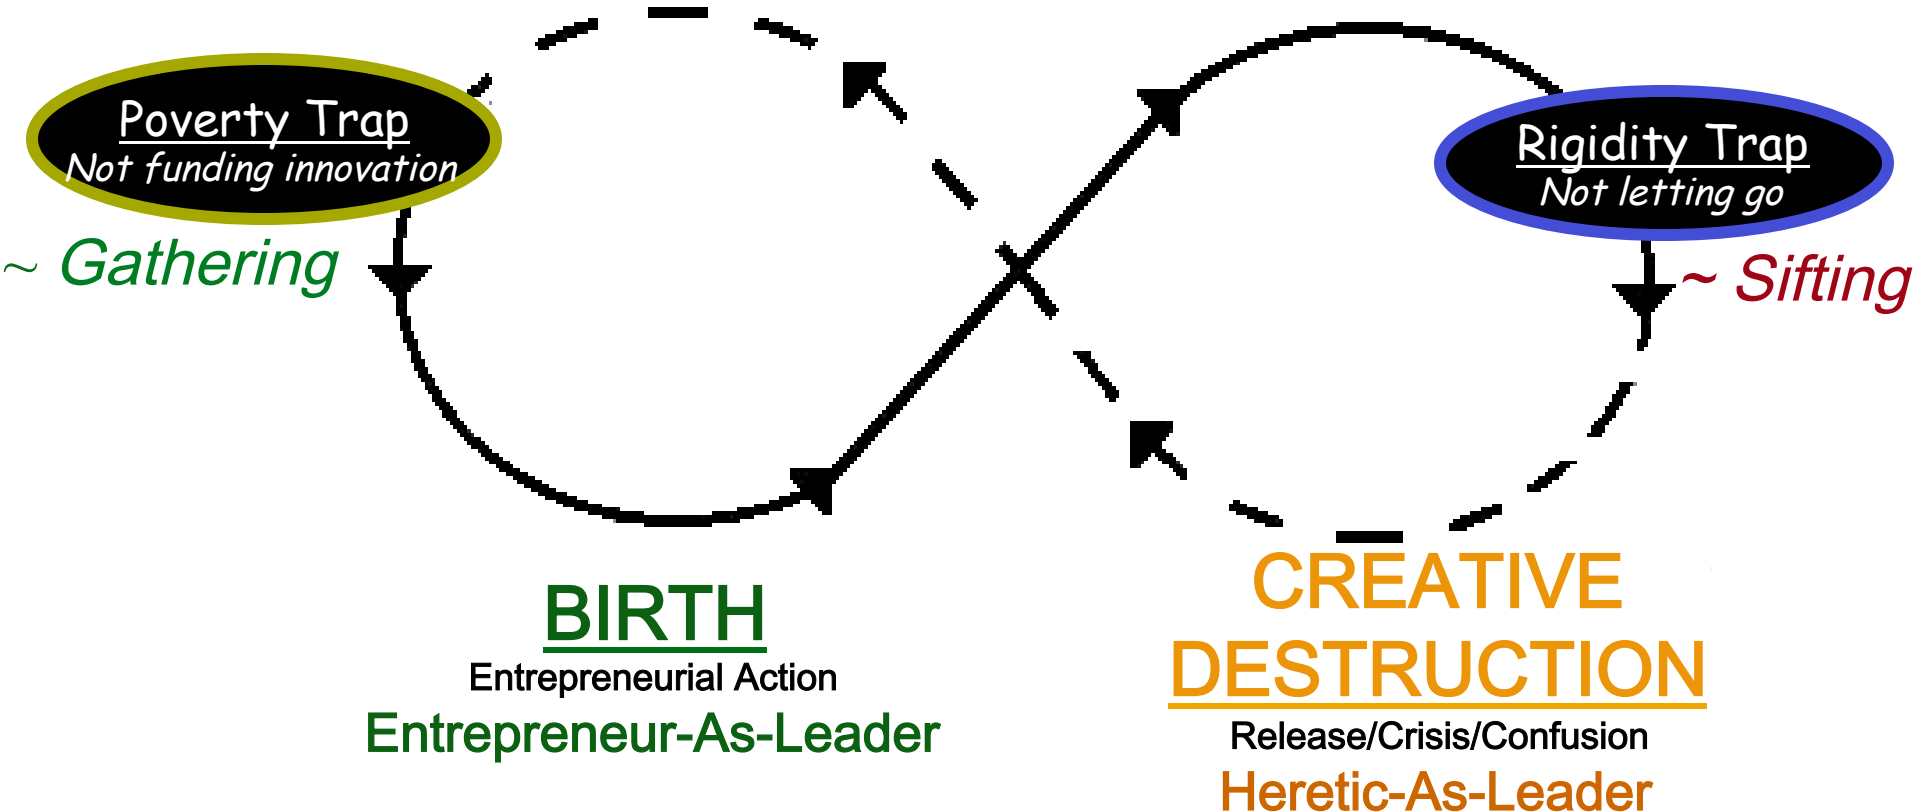 Poverty Trap
Not funding innovation
Rigidity Trap
Not letting go
~ Gathering
~ Sifting
BIRTH
Entrepreneurial Action
Entrepreneur-As-Leader
CREATIVE
DESTRUCTION
Release/Crisis/Confusion
Heretic-As-Leader